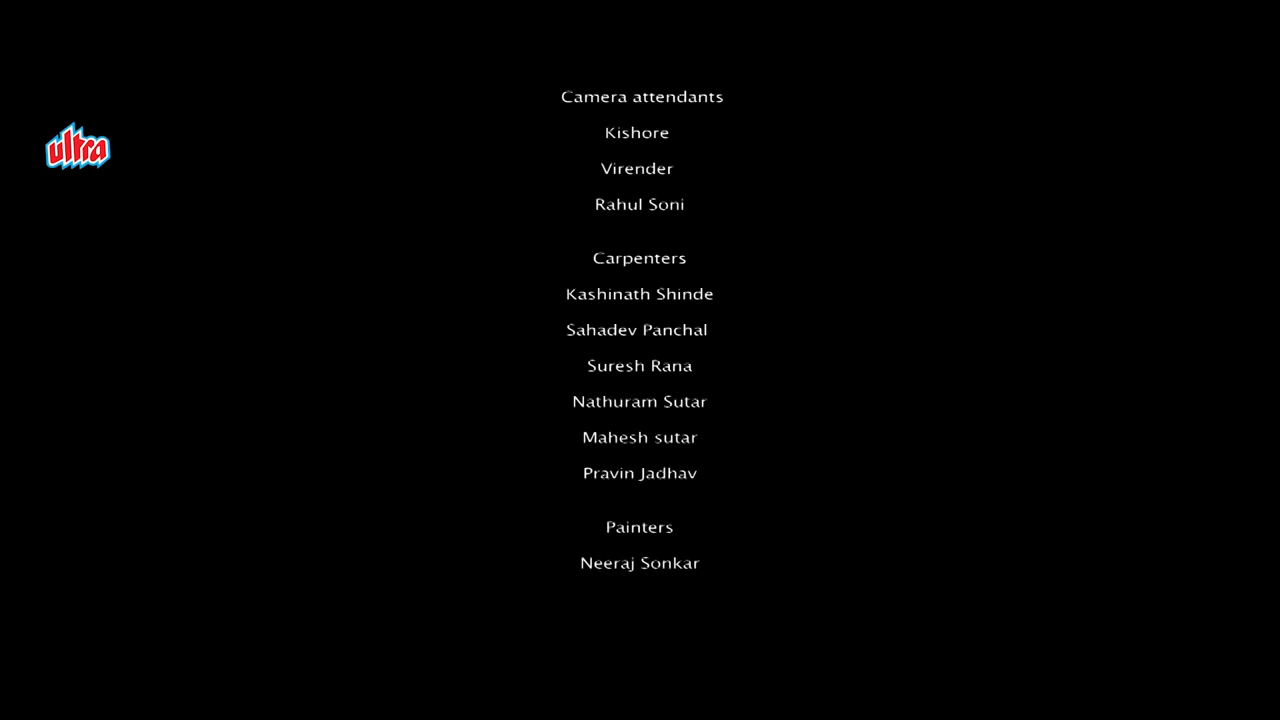 Camera attendants
ultra
Kishore
Virender
Rahul Soni
Carpenters
Kashinath Shinde
Sahadev Panchal
Suresh Rana
Nathuram Sutar
Mahesh sutar
Pravin Jadhav
Painters
Neeraj Sonkar